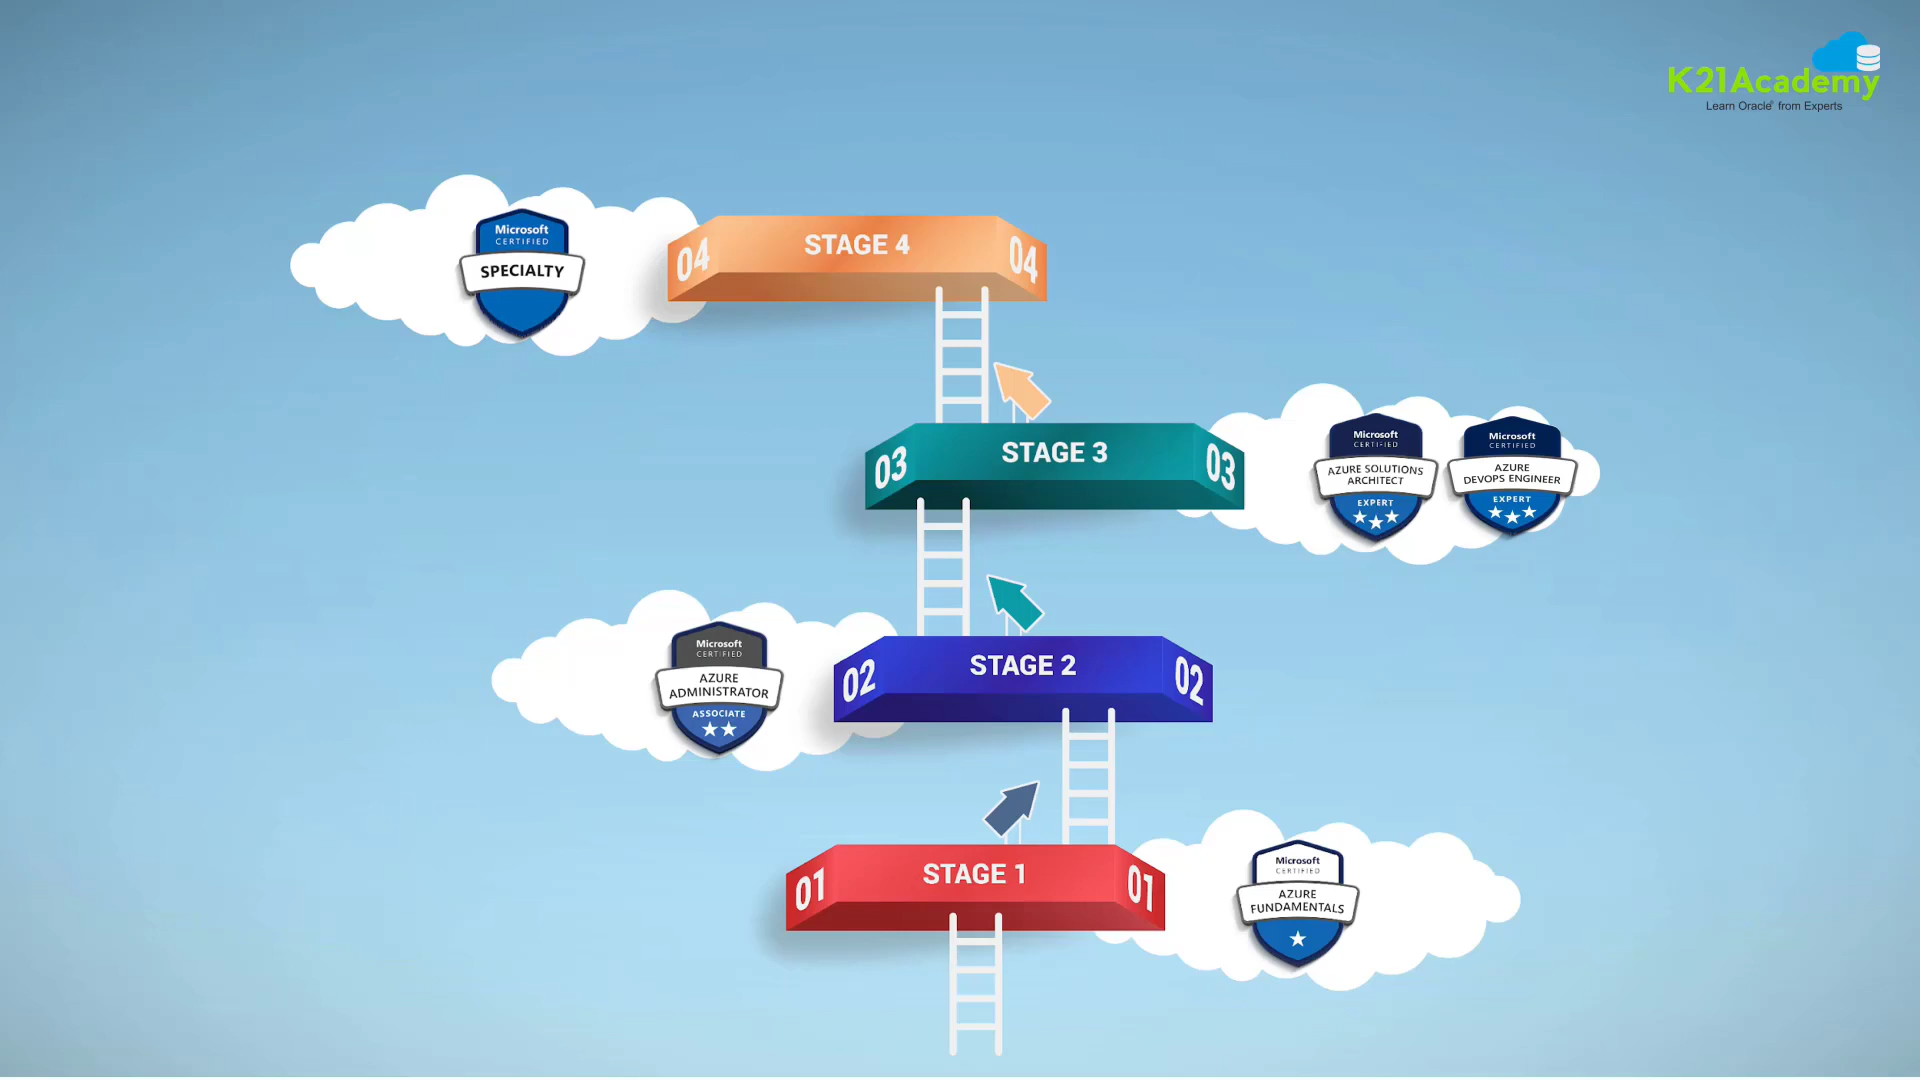 K21Academy
Learn Oracle® from Experts
Microsoft
CERTIFIED
SPECIALTY
04
STAGE 4
04
03
STAGE 3
03
Microsoft
CERTIFIED
AZURE SOLUTIONS
ARCHITECT
EXPERT
Microsoft
CERTIFIED
AZURE
DEVOPS ENGINEER
EXPERT
Microsoft
CERTIFIED
AZURE
ADMINISTRATOR
ASSOCIATE
02
STAGE 2
02
01
STAGE 1
01
Microsoft
CERTIFIED
AZURE
FUNDAMENTALS